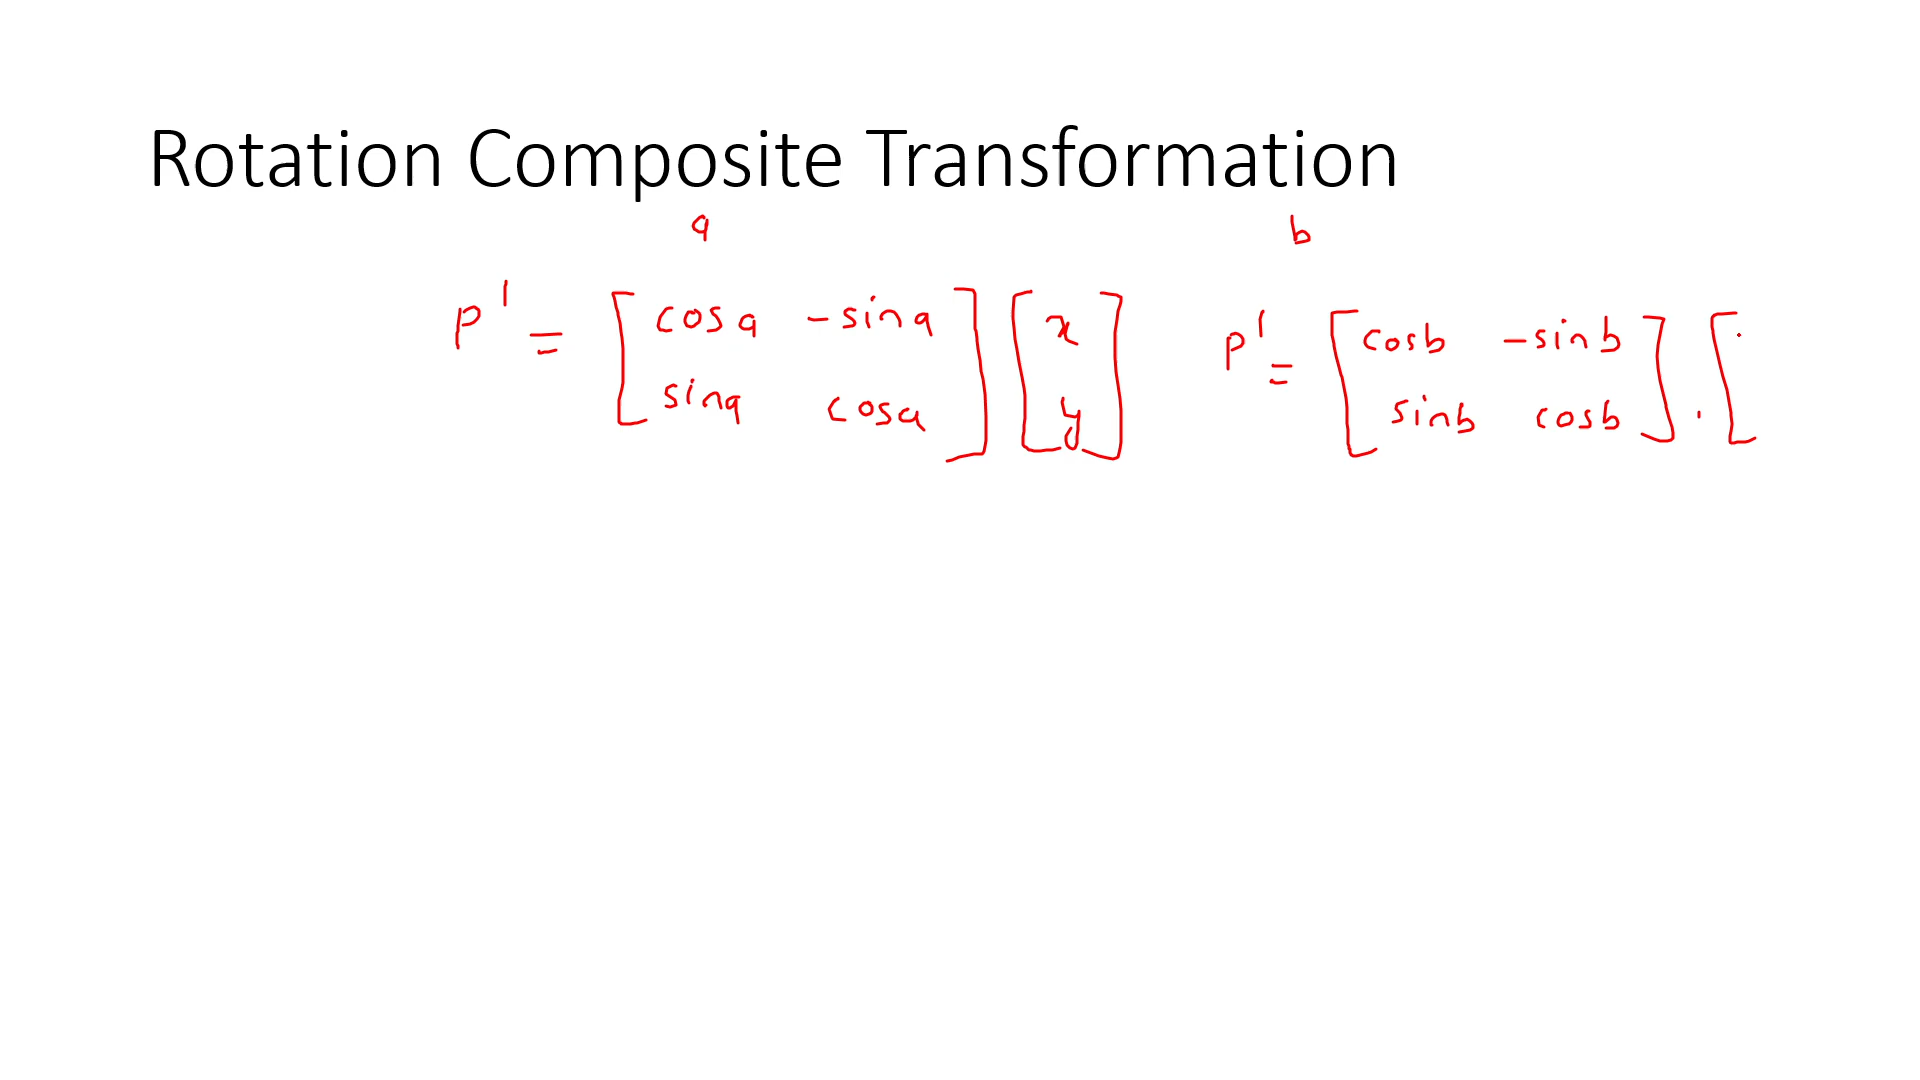 Rotation Composite Transformation
a b
P' = [ cos a -sin a ] [ x ] P' = [ cos b -sin b ] . [
sin a cos a y sin b cos b